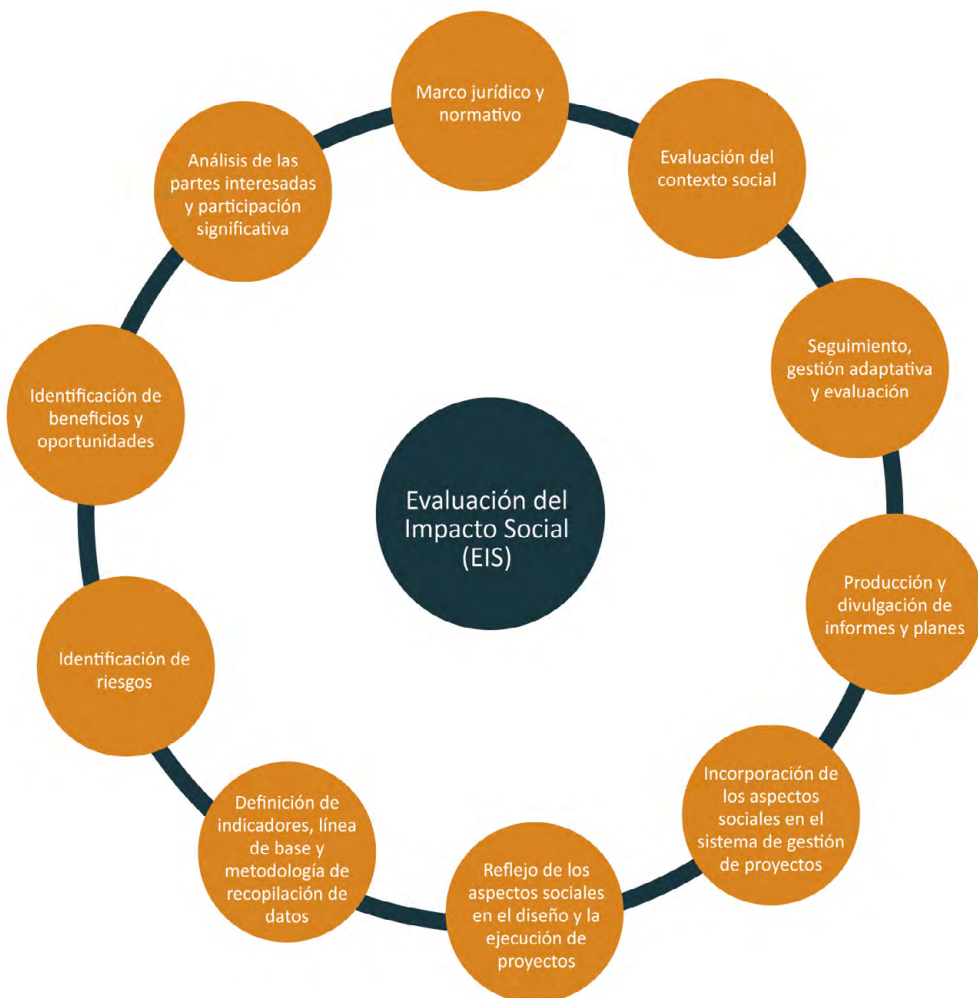 Marco jurídico y
normativo
Evaluación del
contexto social
Seguimiento,
gestión adaptativa
y evaluación
Producción y
divulgación de
informes y planes
Incorporación de
los aspectos
sociales en el
sistema de gestión
de proyectos
Reflejo de los
aspectos sociales
en el diseño y la
ejecución de
proyectos
Definición de
indicadores, línea
de base y
metodología de
recopilación de
datos
Identificación de
riesgos
Identificación de
beneficios y
oportunidades
Análisis de las
partes interesadas
y participación
significativa
Evaluación del
Impacto Social
(EIS)